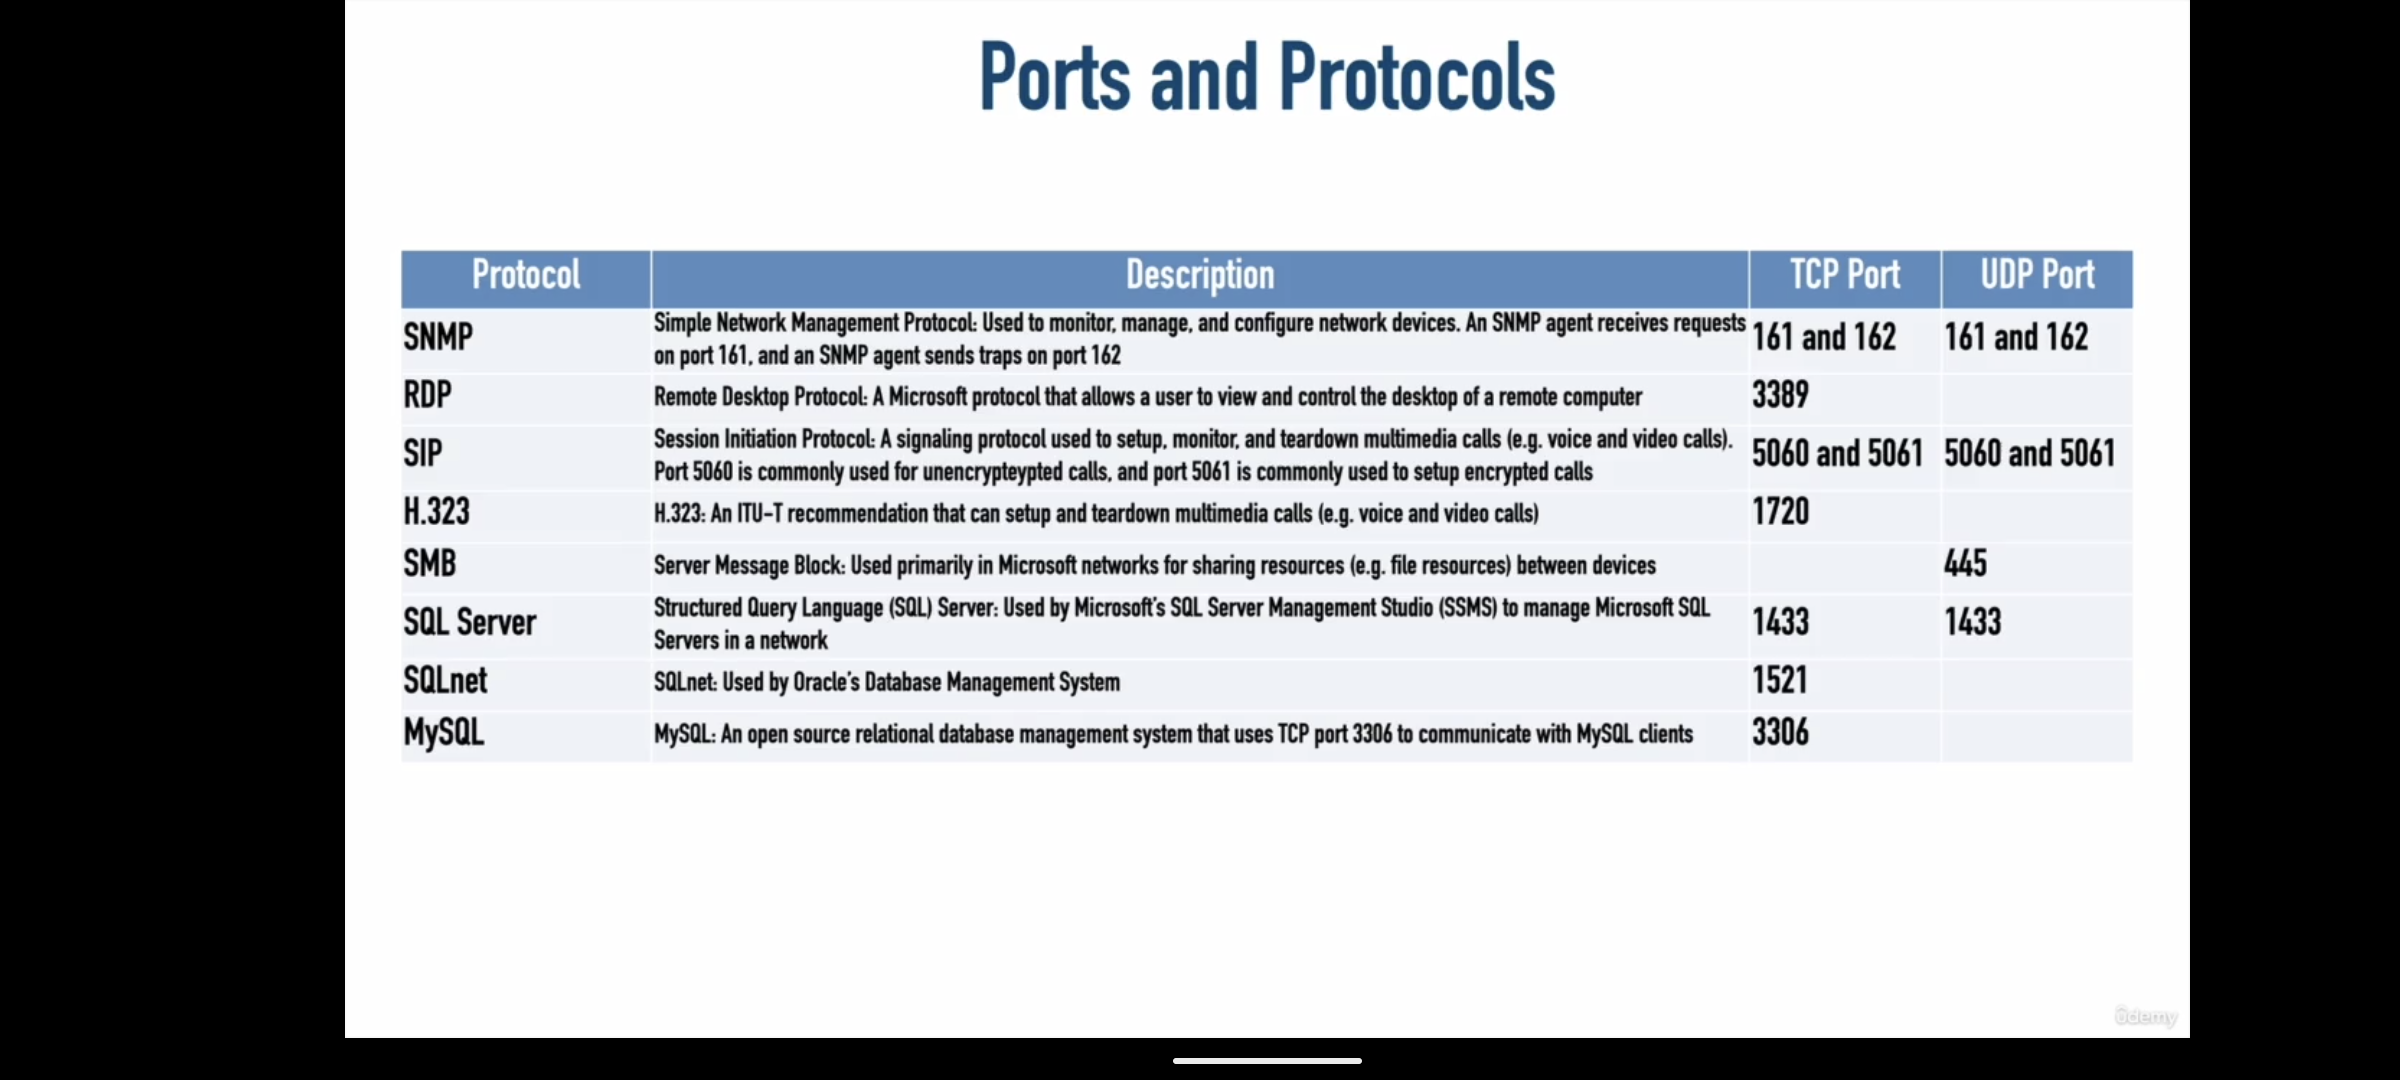 Ports and Protocols
Protocol Description TCP Port UDP Port
SNMP
Simple Network Management Protocol: Used to monitor, manage, and configure network devices. An SNMP agent receives requests
on port 161, and an SNMP agent sends traps on port 162
161 and 162 161 and 162
RDP Remote Desktop Protocol: A Microsoft protocol that allows a user to view and control the desktop of a remote computer 3389
SIP
Session Initiation Protocol: A signaling protocol used to setup, monitor, and teardown multimedia calls (e.g. voice and video calls).
Port 5060 is commonly used for unencrypteypted calls, and port 5061 is commonly used to setup encrypted calls
5060 and 5061 5060 and 5061
H.323 H.323: An ITU-T recommendation that can setup and teardown multimedia calls (e.g. voice and video calls) 1720
SMB Server Message Block: Used primarily in Microsoft networks for sharing resources (e.g. file resources) between devices 445
SQL Server
Structured Query Language (SQL) Server: Used by Microsoft's SQL Server Management Studio (SSMS) to manage Microsoft SQL
Servers in a network
1433 1433
SQLnet SQLnet: Used by Oracle's Database Management System 1521
MySQL MySQL: An open source relational database management system that uses TCP port 3306 to communicate with MySQL clients 3306
ûdemy